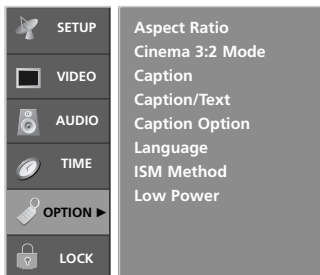 SETUP
VIDEO
AUDIO
TIME
OPTION ►
LOCK
Aspect Ratio
Cinema 3:2 Mode
Caption
Caption/Text
Caption Option
Language
ISM Method
Low Power